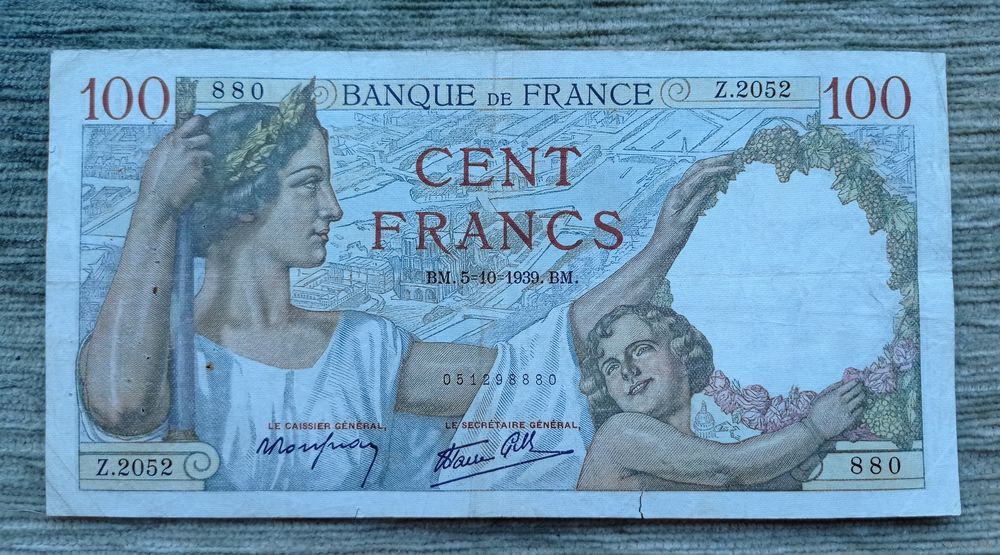 100 880 BANQUE DE FRANCE Z.2052 100
CENT
FRANCS
BM. 5=10=1939. BM.
051298880
LE CAISSIER GÉNÉRAL, LE SECRÉTAIRE GÉNÉRAL,
Z.2052 880